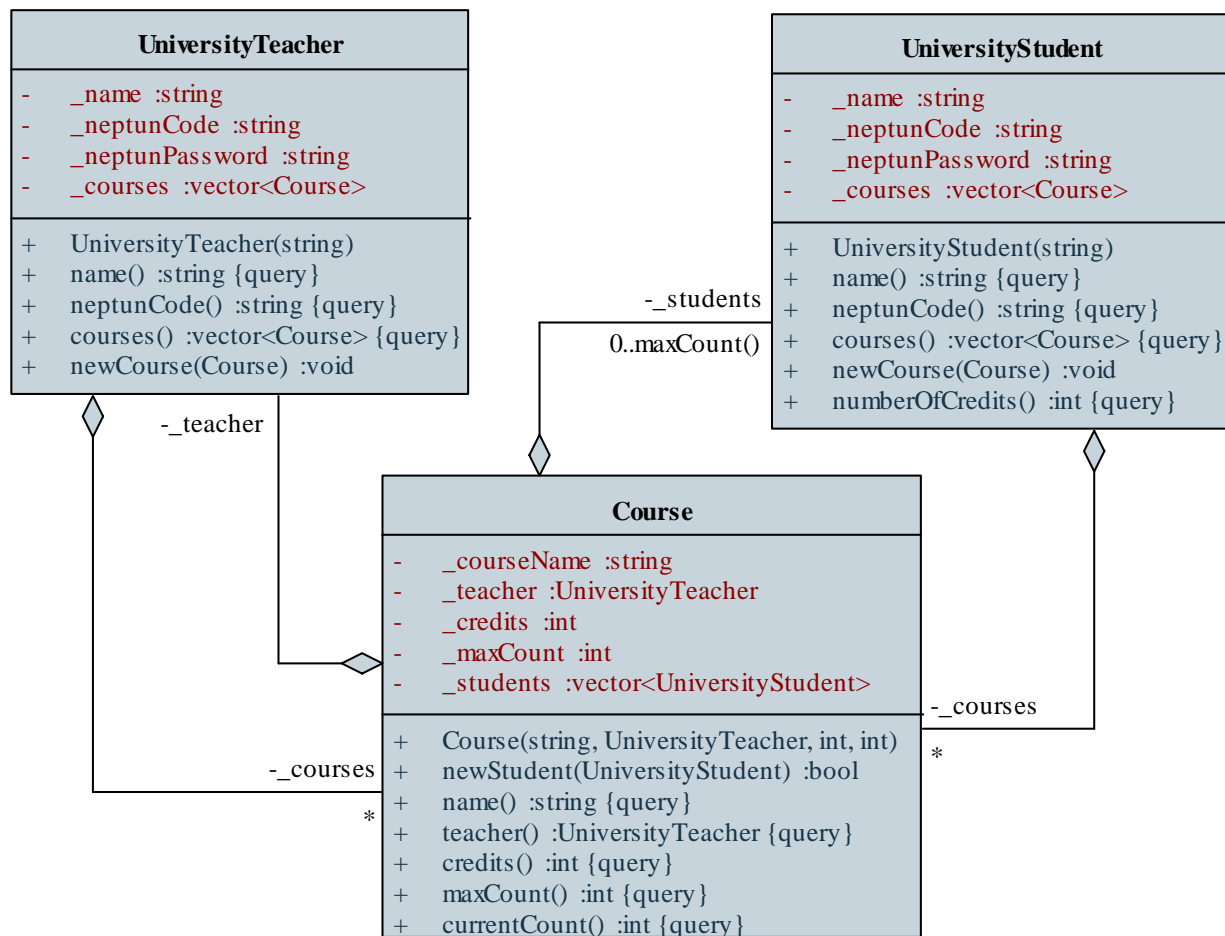 UniversityTeacher
- _name :string
- _neptunCode :string
- _neptunPassword :string
- _courses :vector<Course>
+ UniversityTeacher(string)
+ name() :string {query}
+ neptunCode() :string {query}
+ courses() :vector<Course> {query}
+ newCourse(Course) :void
UniversityStudent
- _name :string
- _neptunCode :string
- _neptunPassword :string
- _courses :vector<Course>
+ UniversityStudent(string)
+ name() :string {query}
+ neptunCode() :string {query}
+ courses() :vector<Course> {query}
+ newCourse(Course) :void
+ numberOfCredits() :int {query}
-_students
0..maxCount()
-_teacher
Course
- _courseName :string
- _teacher :UniversityTeacher
- _credits :int
- _maxCount :int
- _students :vector<UniversityStudent>
+ Course(string, UniversityTeacher, int, int)
+ newStudent(UniversityStudent) :bool
+ name() :string {query}
+ teacher() :UniversityTeacher {query}
+ credits() :int {query}
+ maxCount() :int {query}
+ currentCount() :int {query}
-_courses
*
-_courses
*